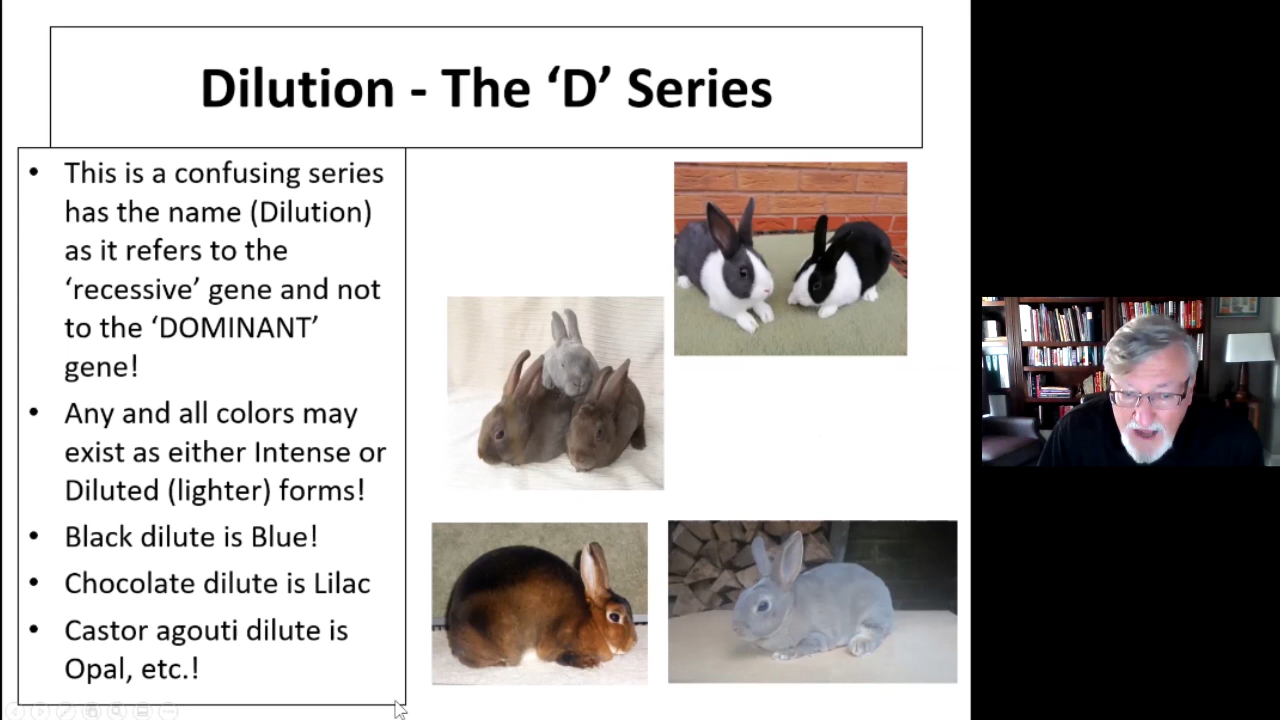 Dilution - The ‘D’ Series
• This is a confusing series
has the name (Dilution)
as it refers to the
‘recessive’ gene and not
to the ‘DOMINANT’
gene!
• Any and all colors may
exist as either Intense or
Diluted (lighter) forms!
• Black dilute is Blue!
• Chocolate dilute is Lilac
• Castor agouti dilute is
Opal, etc.!